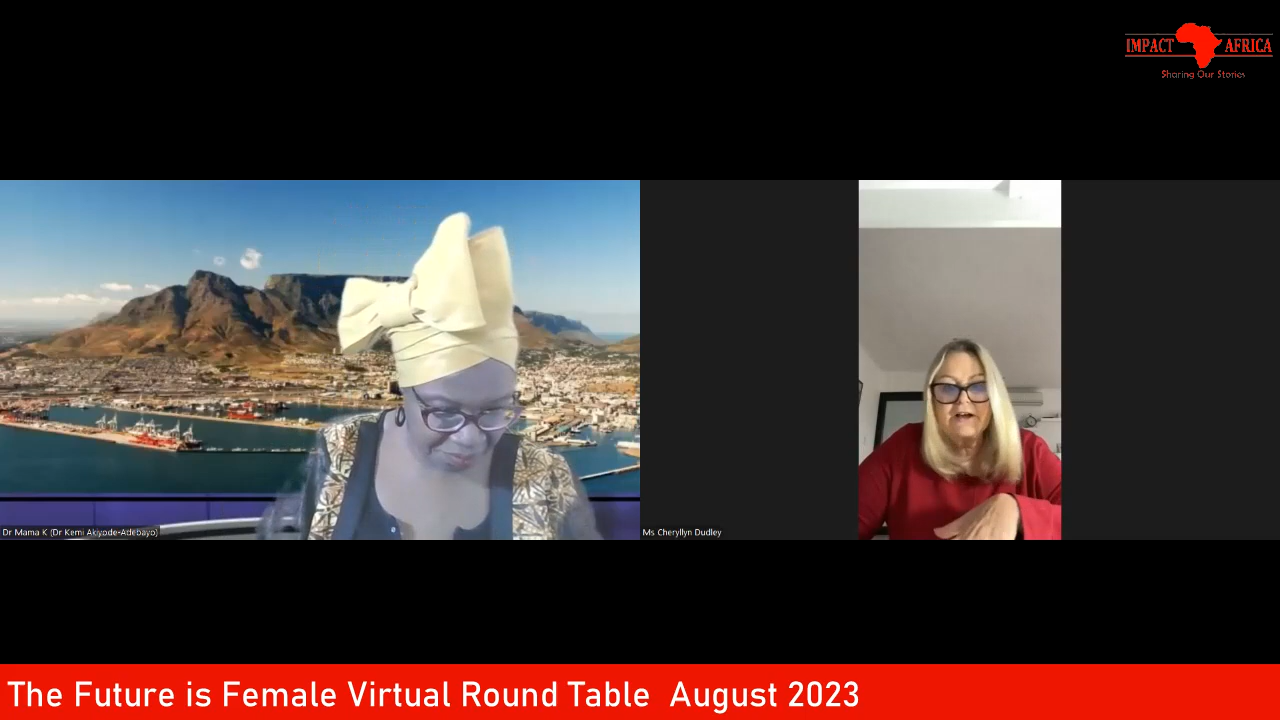 IMPACT AFRICA
Sharing Our Stories
Dr Mama K (Dr Kemi Akiyode-Adebayo)
Ms Cheryllyn Dudley
The Future is Female Virtual Round Table August 2023